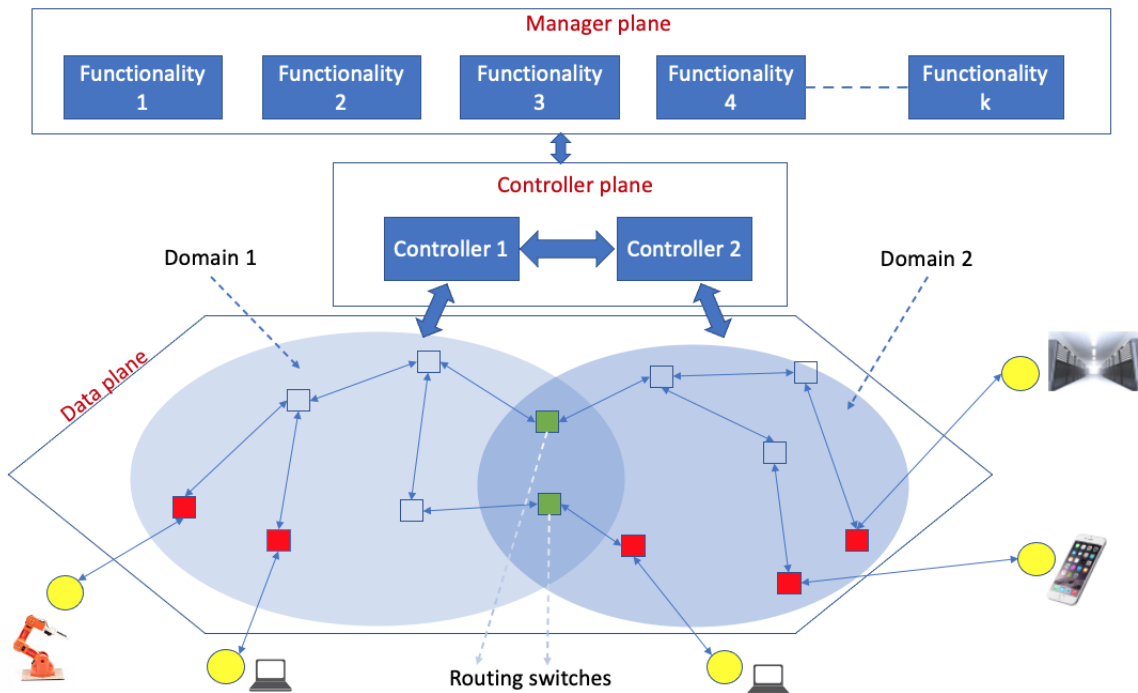 Manager plane
Functionality
1
Functionality
2
Functionality
3
Functionality
4
Functionality
k
Controller plane
Controller 1
Controller 2
Domain 1
Domain 2
Data plane
Routing switches